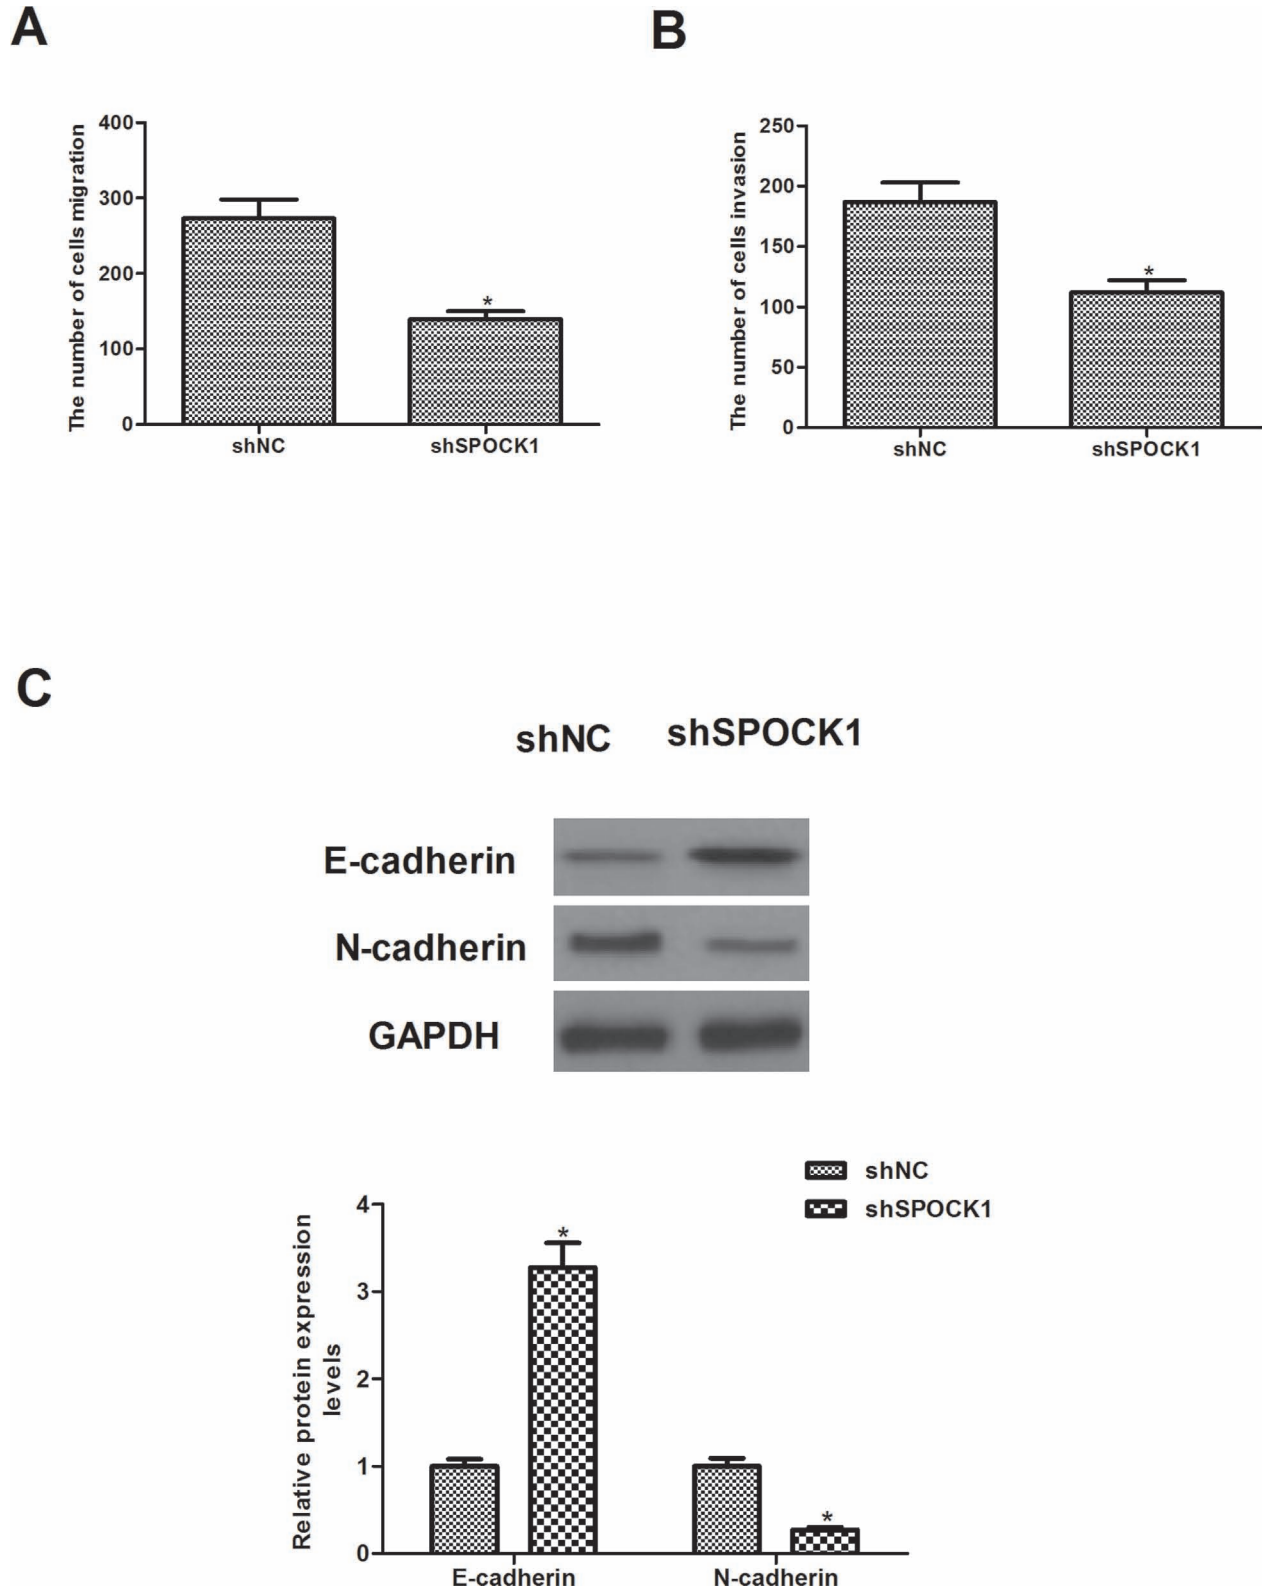 A
B
The number of cells migration
400
300
200
100
0
shNC
shSPOCK1
*
The number of cells invasion
250
200
150
100
50
0
shNC
shSPOCK1
*
C
shNC
shSPOCK1
E-cadherin
N-cadherin
GAPDH
shNC
shSPOCK1
Relative protein expression
levels
4
3
2
1
0
*
*
E-cadherin
N-cadherin